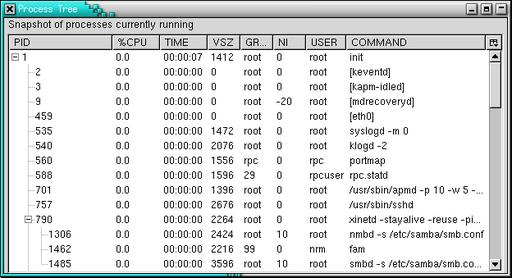 Process Tree
Snapshot of processes currently running
PID %CPU TIME VSZ GR... NI USER COMMAND
1 0.0 00:00:07 1412 root 0 root init
2 0.0 00:00:00 0 root 0 root [keventd]
3 0.0 00:00:00 0 root 0 root [kapm-idled]
9 0.0 00:00:00 0 root -20 root [mdrecoveryd]
459 0.0 00:00:00 0 root 0 root [eth0]
535 0.0 00:00:00 1472 root 0 root syslogd -m 0
540 0.0 00:00:00 2076 root 0 root klogd -2
560 0.0 00:00:00 1556 rpc 0 rpc portmap
588 0.0 00:00:00 1596 29 0 rpcuser rpc.statd
701 0.0 00:00:00 1396 root 0 root /usr/sbin/apmd -p 10 -w 5 -...
757 0.0 00:00:00 2676 root 0 root /usr/sbin/sshd
790 0.0 00:00:00 2264 root 0 root xinetd -stayalive -reuse -pi...
1306 0.0 00:00:00 2424 root 10 root nmbd -s /etc/samba/smb.conf
1462 0.0 00:00:00 2216 99 0 nrm fam
1485 0.0 00:00:00 3596 root 10 root smbd -s /etc/samba/smb.co...